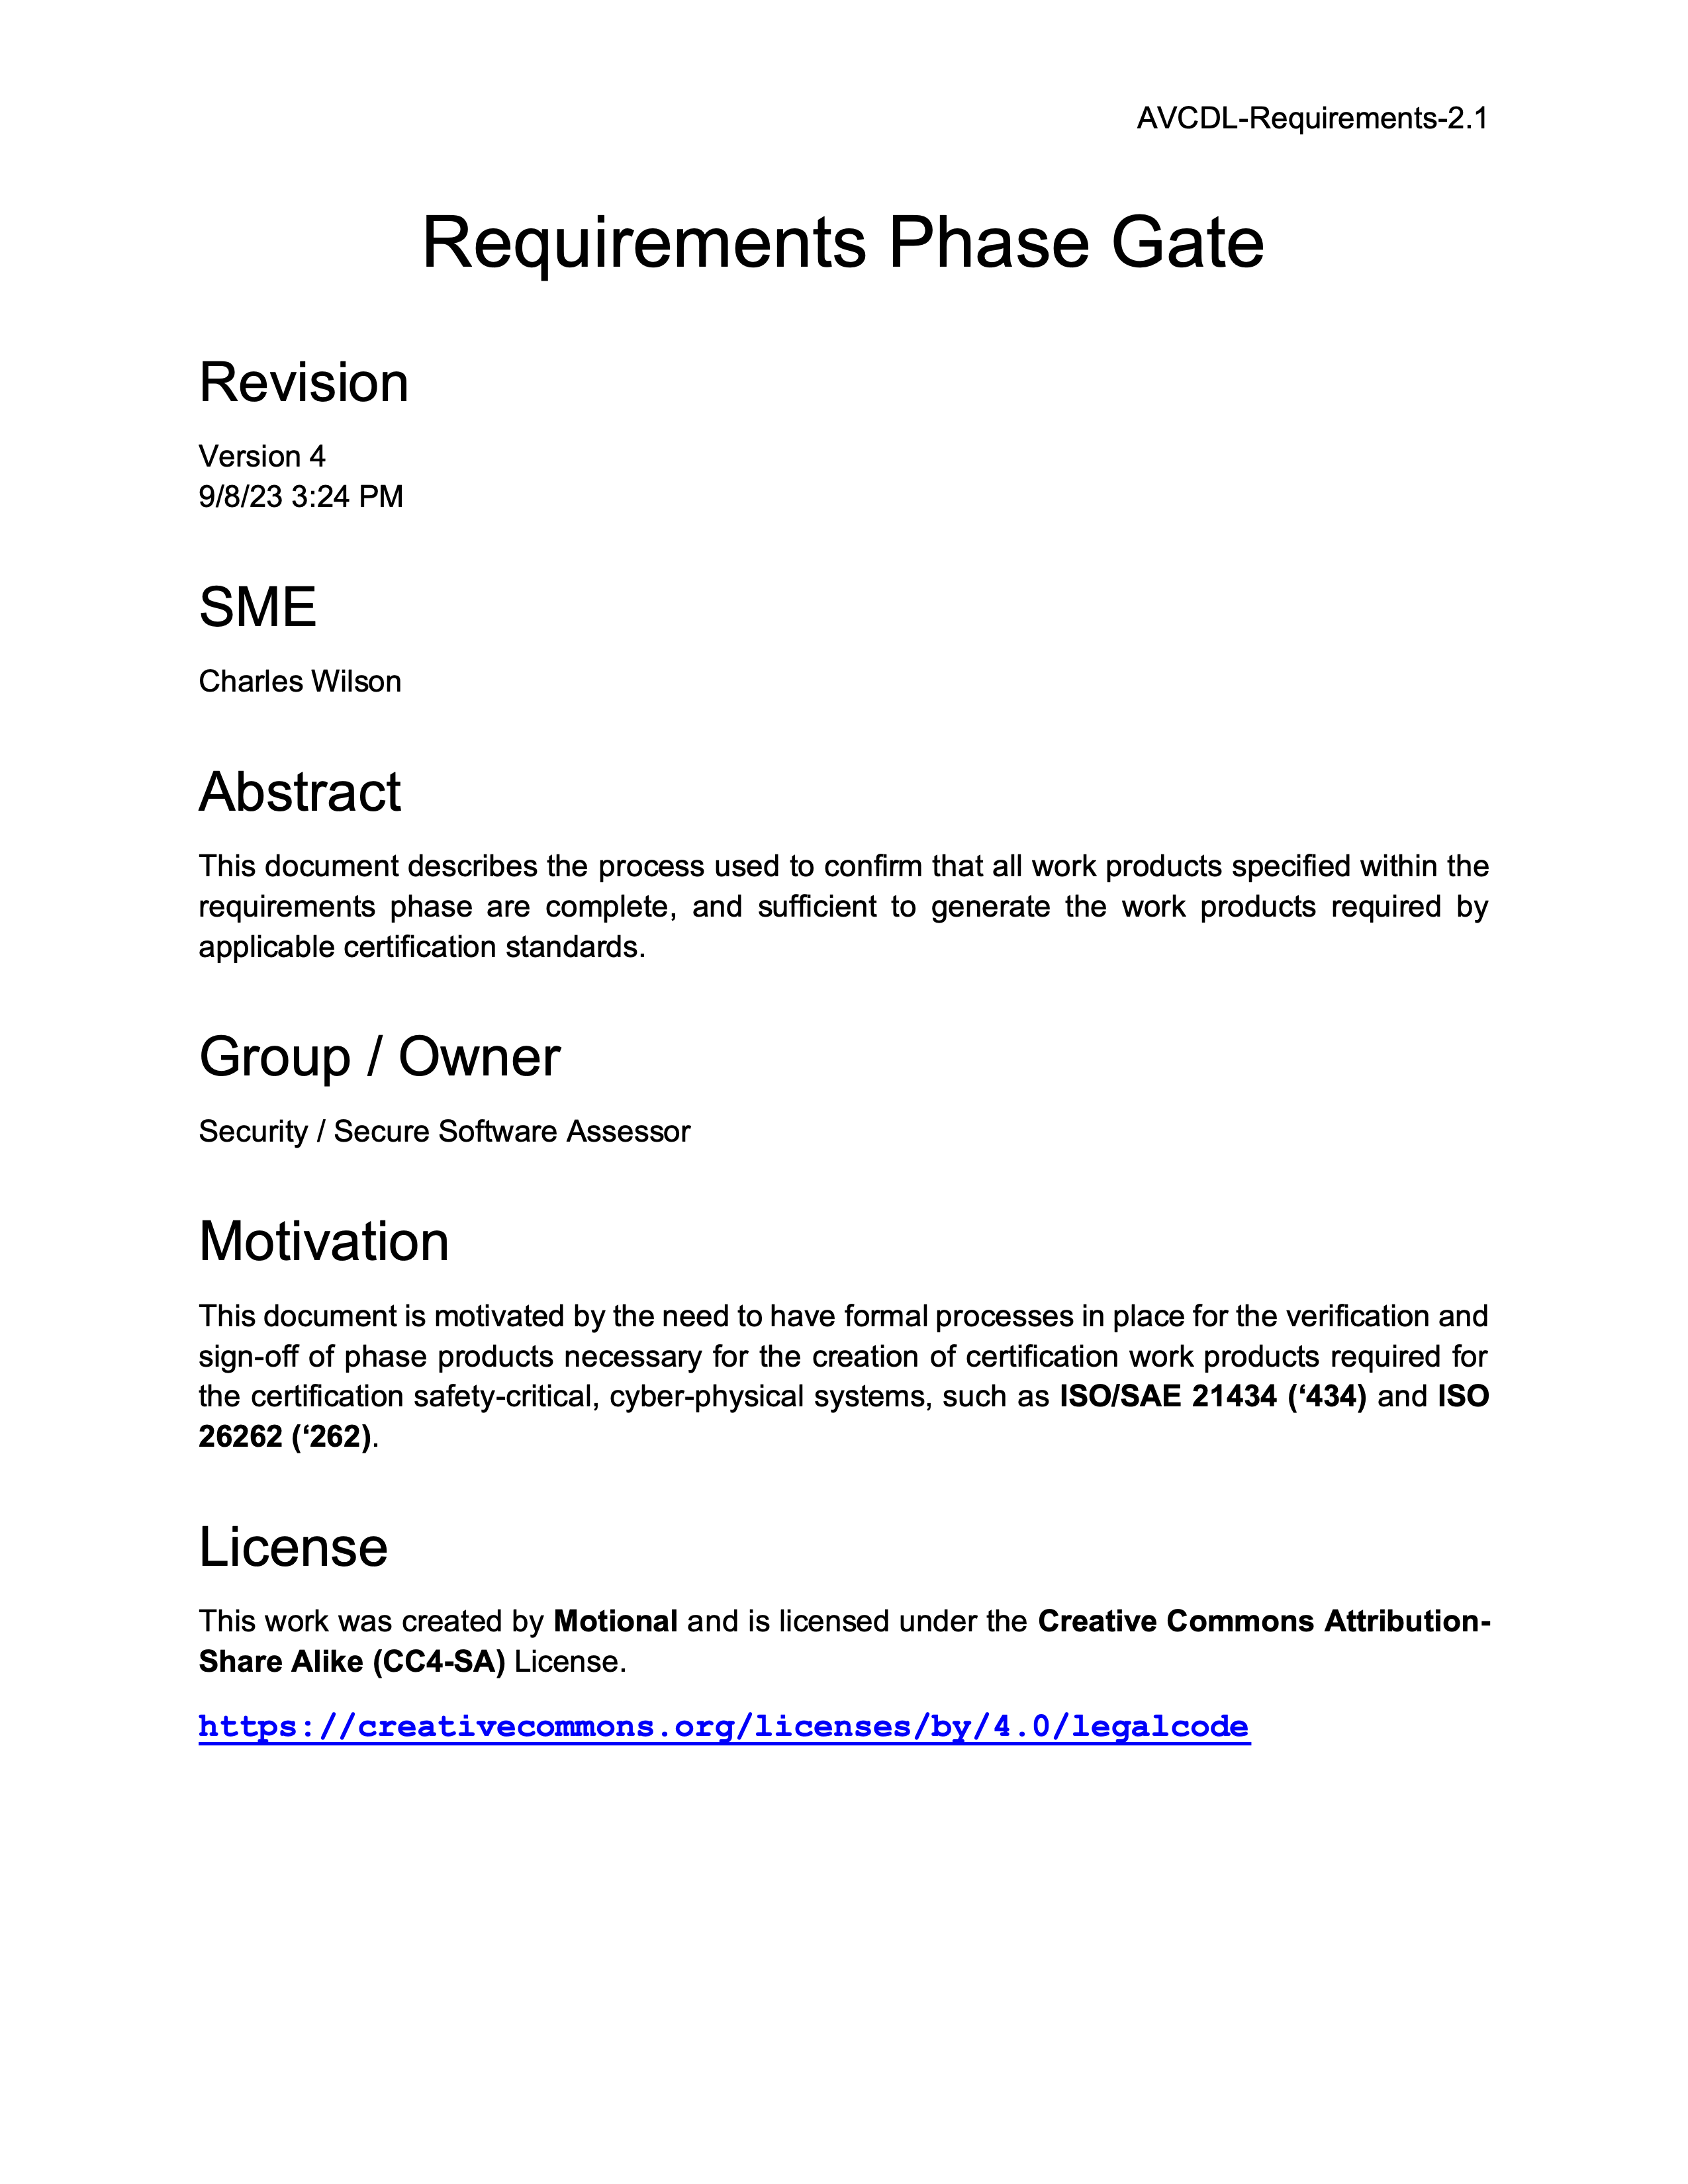 AVCDL-Requirements-2.1
Requirements Phase Gate
Revision
Version 4
9/8/23 3:24 PM
SME
Charles Wilson
Abstract
This document describes the process used to confirm that all work products specified within the
requirements phase are complete, and sufficient to generate the work products required by
applicable certification standards.
Group / Owner
Security / Secure Software Assessor
Motivation
This document is motivated by the need to have formal processes in place for the verification and
sign-off of phase products necessary for the creation of certification work products required for
the certification safety-critical, cyber-physical systems, such as ISO/SAE 21434 (‘434) and ISO
26262 (‘262).
License
This work was created by Motional and is licensed under the Creative Commons Attribution-
Share Alike (CC4-SA) License.
https://creativecommons.org/licenses/by/4.0/legalcode